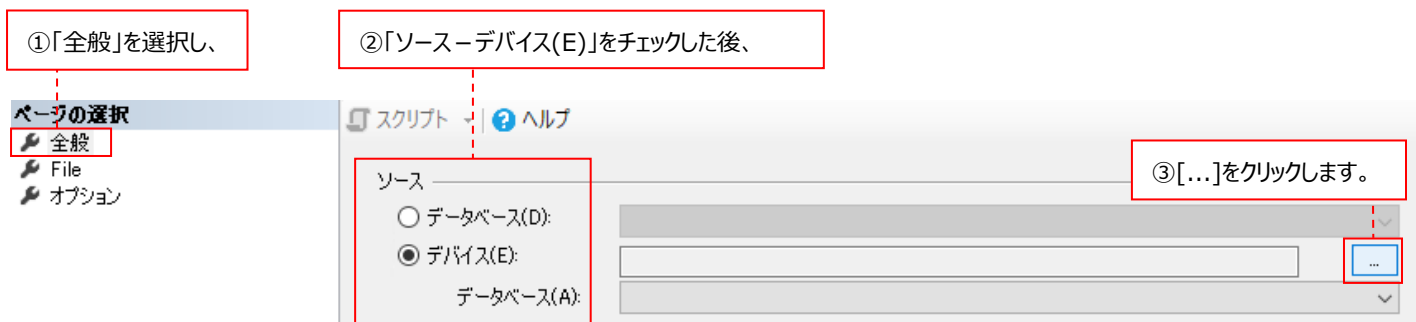 ①「全般」を選択し、
②「ソース－デバイス(E)」をチェックした後、
ページの選択
全般
File
オプション
スクリプト ヘルプ
③[...]をクリックします。
ソース
データベース(D):
デバイス(E):
...
データベース(A):